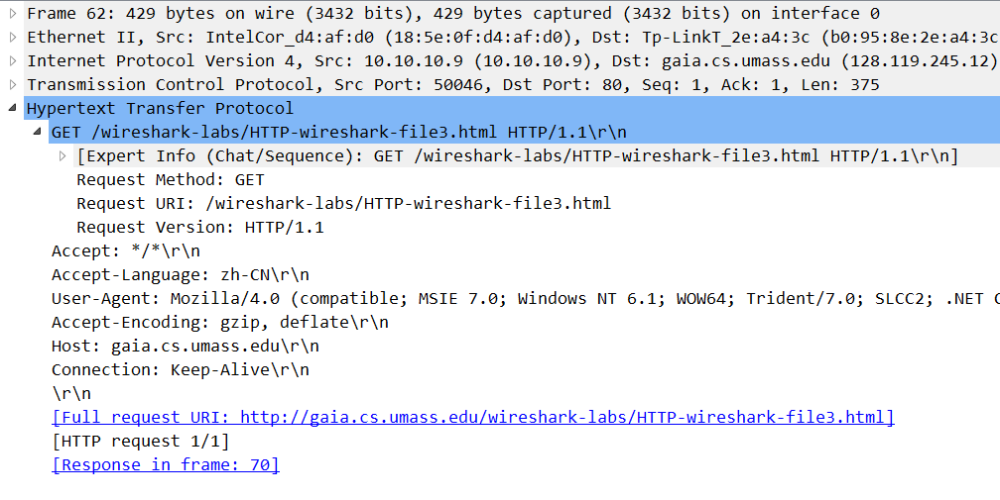 Frame 62: 429 bytes on wire (3432 bits), 429 bytes captured (3432 bits) on interface 0
Ethernet II, Src: IntelCor_d4:af:d0 (18:5e:0f:d4:af:d0), Dst: Tp-LinkT_2e:a4:3c (b0:95:8e:2e:a4:3c
Internet Protocol Version 4, Src: 10.10.10.9 (10.10.10.9), Dst: gaia.cs.umass.edu (128.119.245.12)
Transmission Control Protocol, Src Port: 50046, Dst Port: 80, Seq: 1, Ack: 1, Len: 375
Hypertext Transfer Protocol
GET /wireshark-labs/HTTP-wireshark-file3.html HTTP/1.1\r\n
[Expert Info (Chat/Sequence): GET /wireshark-labs/HTTP-wireshark-file3.html HTTP/1.1\r\n]
Request Method: GET
Request URI: /wireshark-labs/HTTP-wireshark-file3.html
Request Version: HTTP/1.1
Accept: */*\r\n
Accept-Language: zh-CN\r\n
User-Agent: Mozilla/4.0 (compatible; MSIE 7.0; Windows NT 6.1; WOW64; Trident/7.0; SLCC2; .NET
Accept-Encoding: gzip, deflate\r\n
Host: gaia.cs.umass.edu\r\n
Connection: Keep-Alive\r\n
\r\n
[Full request URI: http://gaia.cs.umass.edu/wireshark-labs/HTTP-wireshark-file3.html]
[HTTP request 1/1]
[Response in frame: 70]